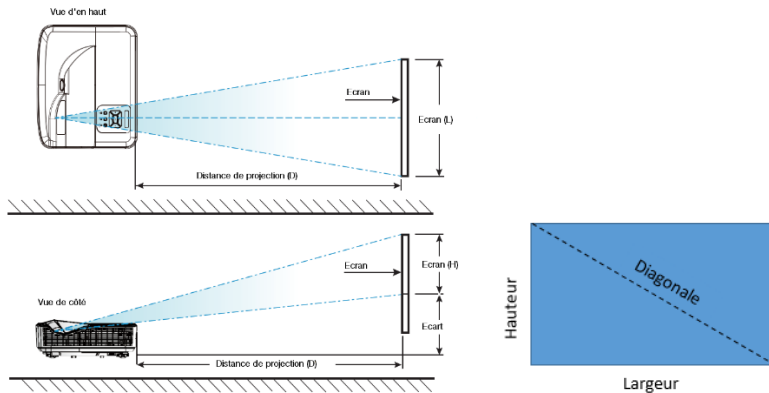 Vue d'en haut
Ecran
Ecran (L)
Distance de projection (D)
Vue de côté
Ecran
Ecran (H)
Ecart
Distance de projection (D)
Hauteur
Diagonale
Largeur